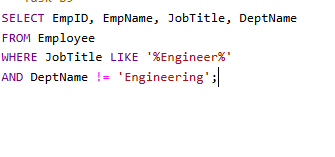 SELECT EmpID, EmpName, JobTitle, DeptName
FROM Employee
WHERE JobTitle LIKE '%Engineer%'
AND DeptName != 'Engineering';